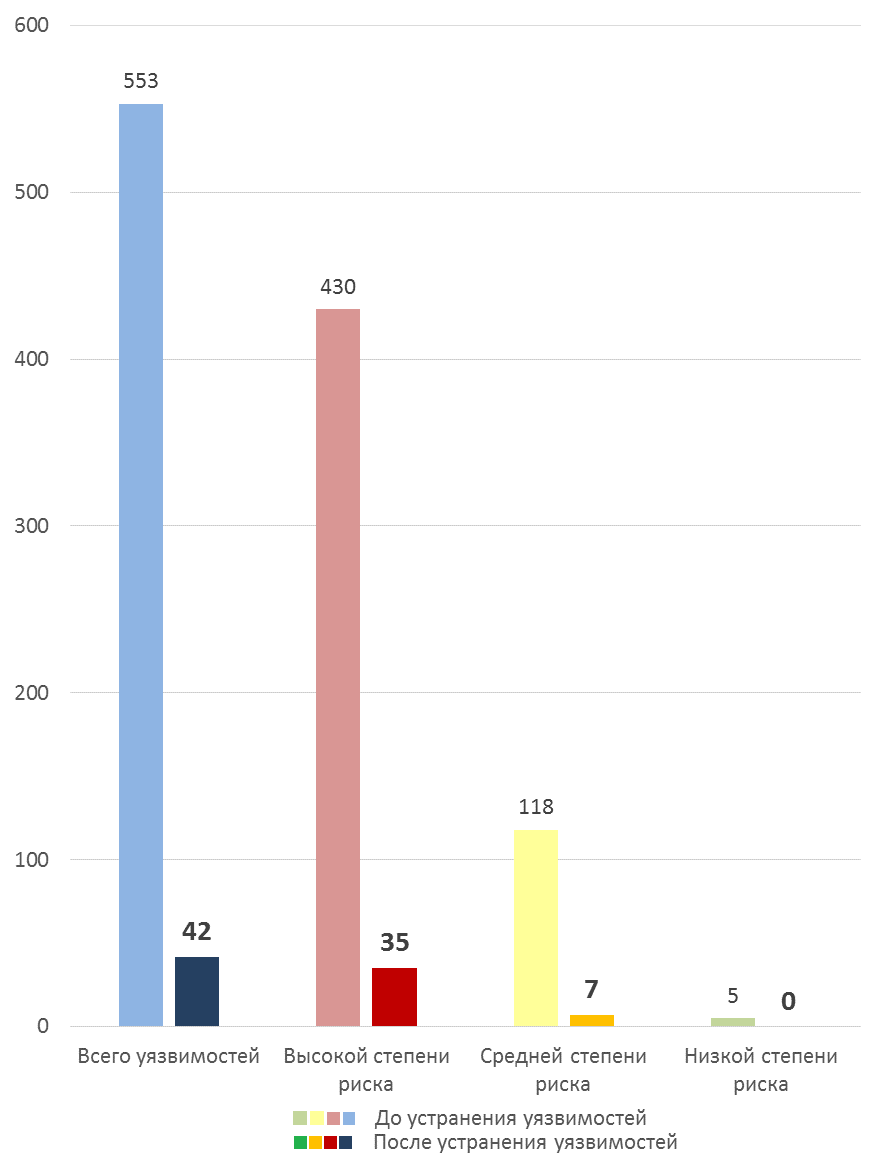 600
553
500
430
400
300
200
118
100
42
35
7
5
0
0
Всего уязвимостей
Высокой степени
риска
Средней степени
риска
Низкой степени
риска
До устранения уязвимостей
После устранения уязвимостей